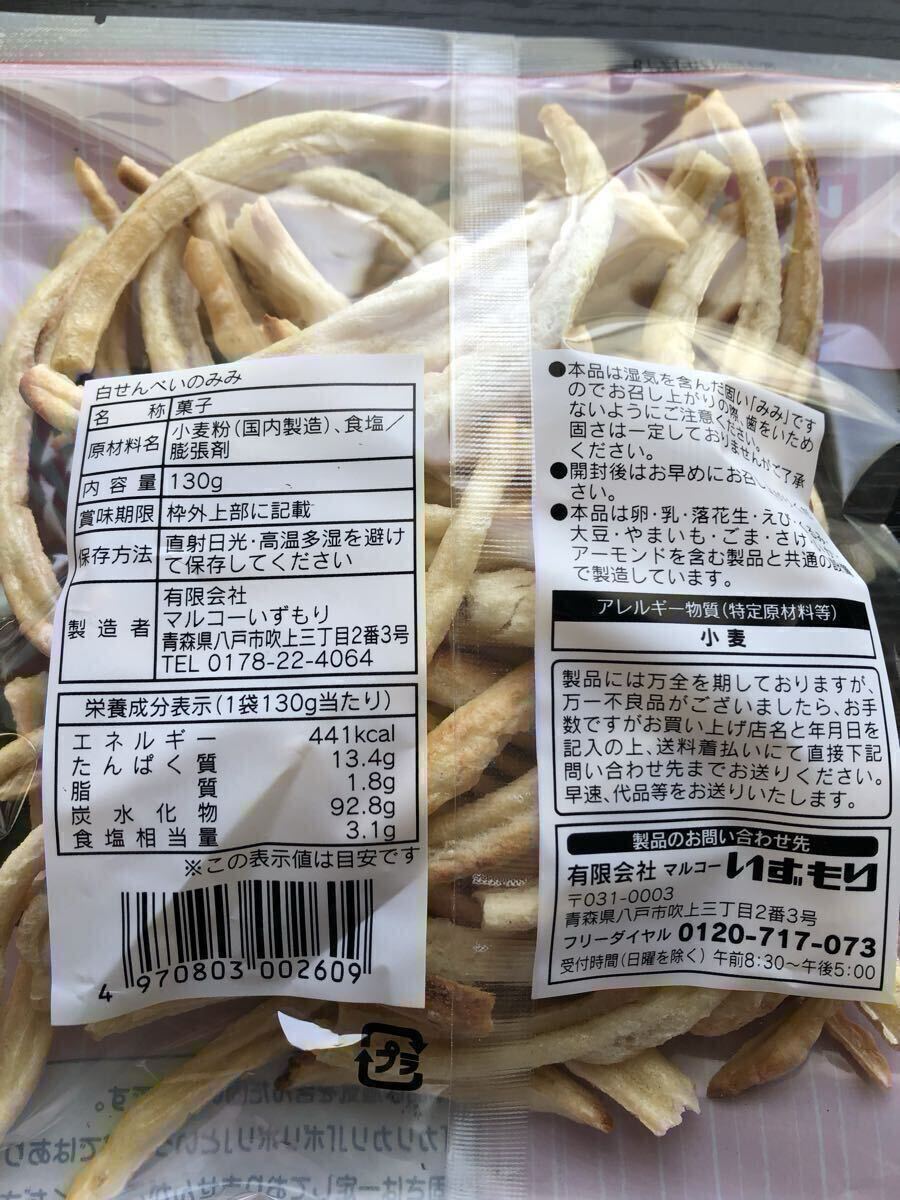 白せんべいのみみ
名 称 菓子
原材料名 小麦粉(国内製造)、食塩/
膨張剤
内容量 130g
賞味期限 枠外上部に記載
保存方法 直射日光・高温多湿を避け
て保存してください
製造者 有限会社
マルコーいずもり
青森県八戸市吹上三丁目2番3号
TEL 0178-22-4064
栄養成分表示(1袋130g当たり)
エネルギー 441kcal
たんぱく質 13.4g
脂質 1.8g
炭水化物 92.8g
食塩相当量 3.1g
※この表示値は目安です
4 970803 002609
プラ
●本品は湿気を含んだ固い「みみ」です
のでお召し上がりの際、歯をいため
ないようにご注意ください。
固さは一定しておりませんがご了承
ください。
●開封後はお早めにお召
さい。
●本品は卵・乳・落花生・えび・
大豆・やまいも・ごま・さけ
アーモンドを含む製品と共通の
で製造しています。
アレルギー物質(特定原材料等)
小麦
製品には万全を期しておりますが、
万一不良品がございましたら、お手
数ですがお買い上げ店名と年月日を
記入の上、送料着払いにて直接下記
問い合わせ先までお送りください。
早速、代品等をお送りいたします。
製品のお問い合わせ先
有限会社 マルコーいずもり
〒031-0003
青森県八戸市吹上三丁目2番3号
フリーダイヤル 0120-717-073
受付時間(日曜を除く) 午前8:30~午後5:00